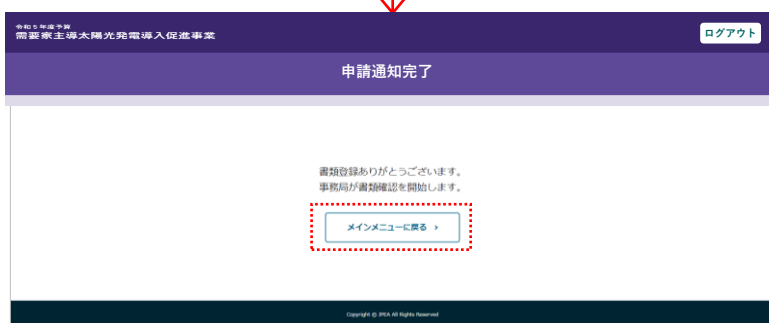 令和５年度予算
需要家主導太陽光発電導入促進事業
ログアウト
申請通知完了
書類登録ありがとうございます。
事務局が書類確認を開始します。
メインメニューに戻る ›
Copyright © JPEA All Rights Reserved